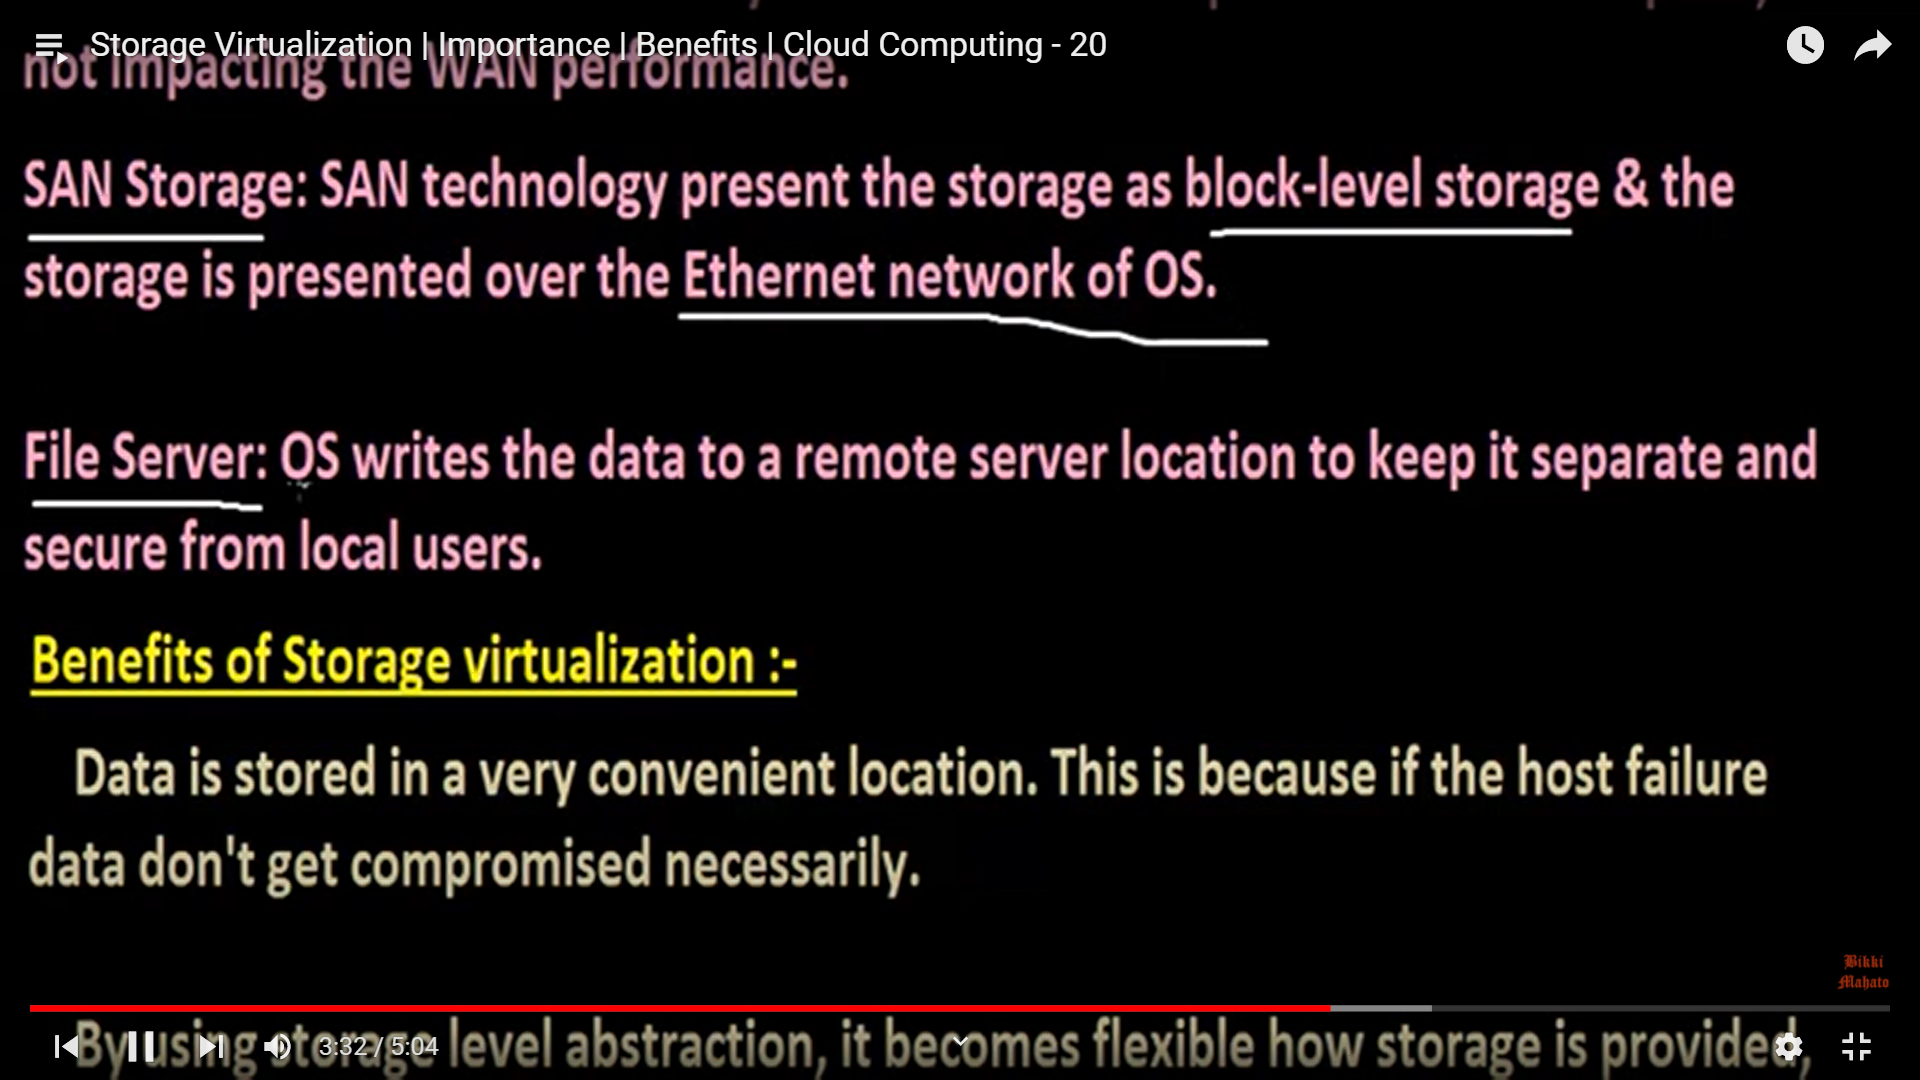 Storage Virtualization | Importance | Benefits | Cloud Computing - 20
not impacting the WAN performance.
SAN Storage: SAN technology present the storage as block-level storage & the
storage is presented over the Ethernet network of OS.
File Server: OS writes the data to a remote server location to keep it separate and
secure from local users.
Benefits of Storage virtualization :-
Data is stored in a very convenient location. This is because if the host failure
data don't get compromised necessarily.
Bikki
Mahato
By using storage level abstraction, it becomes flexible how storage is provided,
3:32 / 5:04